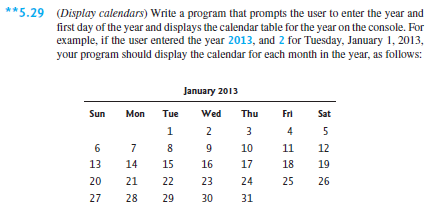 **5.29 (Display calendars) Write a program that prompts the user to enter the year and
first day of the year and displays the calendar table for the year on the console. For
example, if the user entered the year 2013, and 2 for Tuesday, January 1, 2013,
your program should display the calendar for each month in the year, as follows:
January 2013
Sun Mon Tue Wed Thu Fri Sat
1 2 3 4 5
6 7 8 9 10 11 12
13 14 15 16 17 18 19
20 21 22 23 24 25 26
27 28 29 30 31